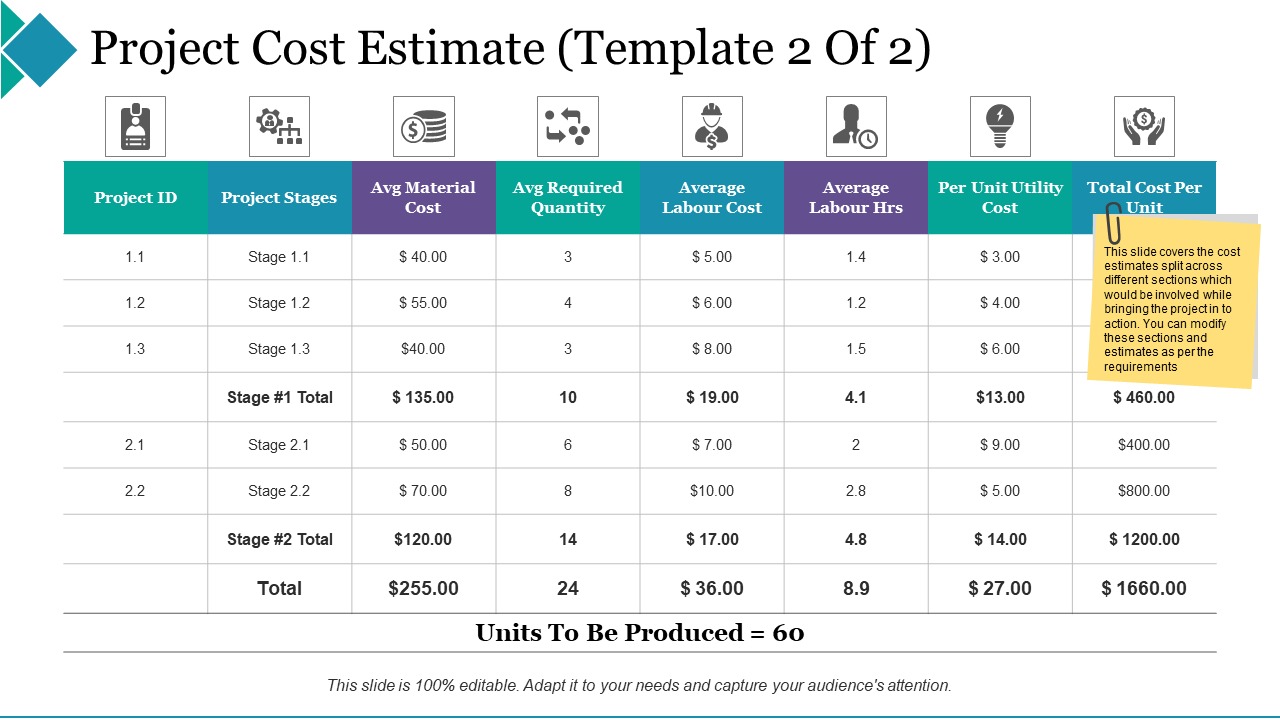 Project Cost Estimate (Template 2 Of 2)
Project ID
Project Stages
Avg Material
Cost
Avg Required
Quantity
Average
Labour Cost
Average
Labour Hrs
Per Unit Utility
Cost
Total Cost Per
Unit
1.1
Stage 1.1
$ 40.00
3
$ 5.00
1.4
$ 3.00
1.2
Stage 1.2
$ 55.00
4
$ 6.00
1.2
$ 4.00
1.3
Stage 1.3
$40.00
3
$ 8.00
1.5
$ 6.00
This slide covers the cost
estimates split across
different sections which
would be involved while
bringing the project in to
action. You can modify
these sections and
estimates as per the
requirements
Stage #1 Total
$ 135.00
10
$ 19.00
4.1
$13.00
$ 460.00
2.1
Stage 2.1
$ 50.00
6
$ 7.00
2
$ 9.00
$400.00
2.2
Stage 2.2
$ 70.00
8
$10.00
2.8
$ 5.00
$800.00
Stage #2 Total
$120.00
14
$ 17.00
4.8
$ 14.00
$ 1200.00
Total
$255.00
24
$ 36.00
8.9
$ 27.00
$ 1660.00
Units To Be Produced = 60
This slide is 100% editable. Adapt it to your needs and capture your audience's attention.